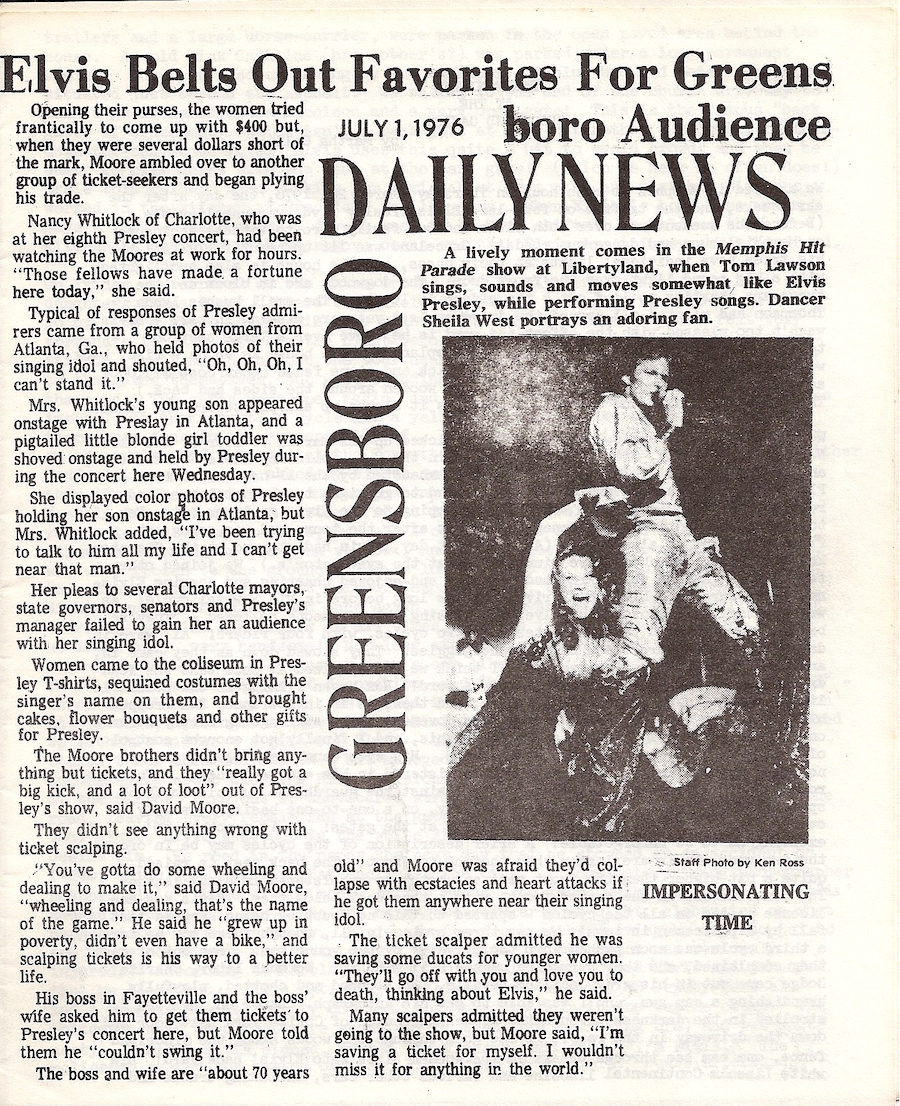 Elvis Belts Out Favorites For Greens
boro Audience
JULY 1, 1976
GREENSBORO
DAILY NEWS
Opening their purses, the women tried
frantically to come up with $400 but,
when they were several dollars short of
the mark, Moore ambled over to another
group of ticket-seekers and began plying
his trade.
Nancy Whitlock of Charlotte, who was
at her eighth Presley concert, had been
watching the Moores at work for hours.
“Those fellows have made a fortune
here today,” she said.
Typical of responses of Presley admi-
rers came from a group of women from
Atlanta, Ga., who held photos of their
singing idol and shouted, “Oh, Oh, Oh, I
can’t stand it.”
Mrs. Whitlock’s young son appeared
onstage with Preslay in Atlanta, and a
pigtailed little blonde girl toddler was
shoved onstage and held by Presley dur-
ing the concert here Wednesday.
She displayed color photos of Presley
holding her son onstage in Atlanta, but
Mrs. Whitlock added, “I’ve been trying
to talk to him all my life and I can’t get
near that man.”
Her pleas to several Charlotte mayors,
state governors, senators and Presley’s
manager failed to gain her an audience
with her singing idol.
Women came to the coliseum in Pres-
ley T-shirts, sequined costumes with the
singer’s name on them, and brought
cakes, flower bouquets and other gifts
for Presley.
The Moore brothers didn’t bring any-
thing but tickets, and they “really got a
big kick, and a lot of loot” out of Pres-
ley’s show, said David Moore.
They didn’t see anything wrong with
ticket scalping.
“You’ve gotta do some wheeling and
dealing to make it,” said David Moore,
“wheeling and dealing, that’s the name
of the game.” He said he “grew up in
poverty, didn’t even have a bike,” and
scalping tickets is his way to a better
life.
His boss in Fayetteville and the boss’
wife asked him to get them tickets to
Presley’s concert here, but Moore told
them he “couldn’t swing it.”
The boss and wife are “about 70 years
old” and Moore was afraid they’d col-
lapse with ecstacies and heart attacks if
he got them anywhere near their singing
idol.
The ticket scalper admitted he was
saving some ducats for younger women.
“They’ll go off with you and love you to
death, thinking about Elvis,” he said.
Many scalpers admitted they weren’t
going to the show, but Moore said, “I’m
saving a ticket for myself. I wouldn’t
miss it for anything in the world.”
A lively moment comes in the Memphis Hit
Parade show at Libertyland, when Tom Lawson
sings, sounds and moves somewhat like Elvis
Presley, while performing Presley songs. Dancer
Sheila West portrays an adoring fan.
Staff Photo by Ken Ross
IMPERSONATING
TIME